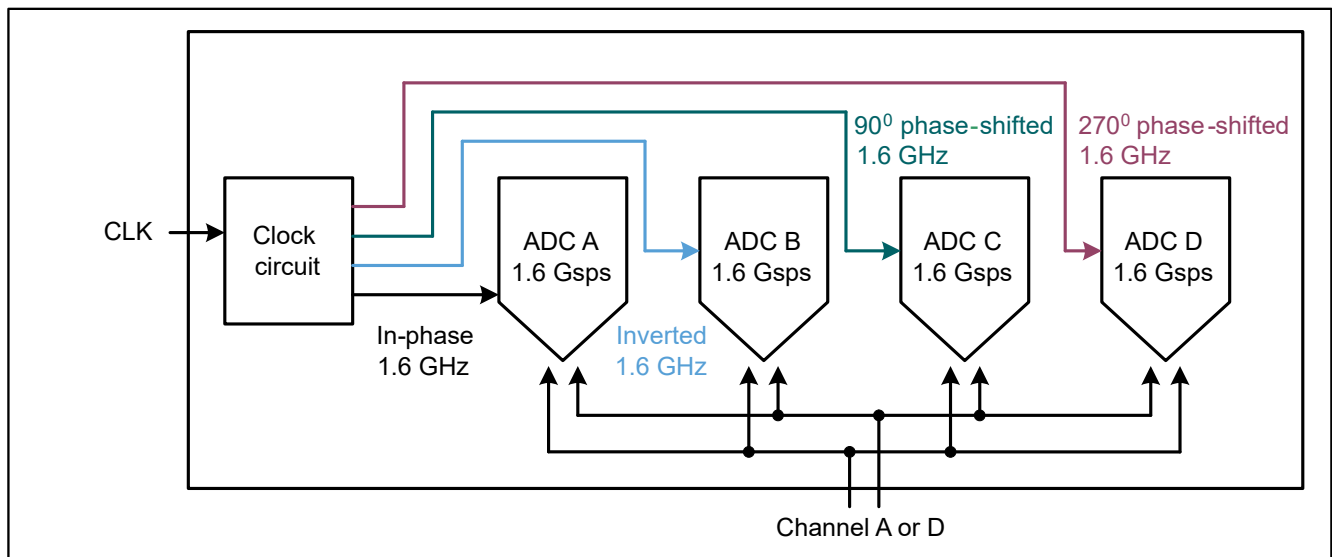 90⁰ phase-shifted
1.6 GHz
270⁰ phase-shifted
1.6 GHz
CLK
Clock
circuit
ADC A
1.6 Gsps
ADC B
1.6 Gsps
ADC C
1.6 Gsps
ADC D
1.6 Gsps
In-phase
1.6 GHz
Inverted
1.6 GHz
Channel A or D